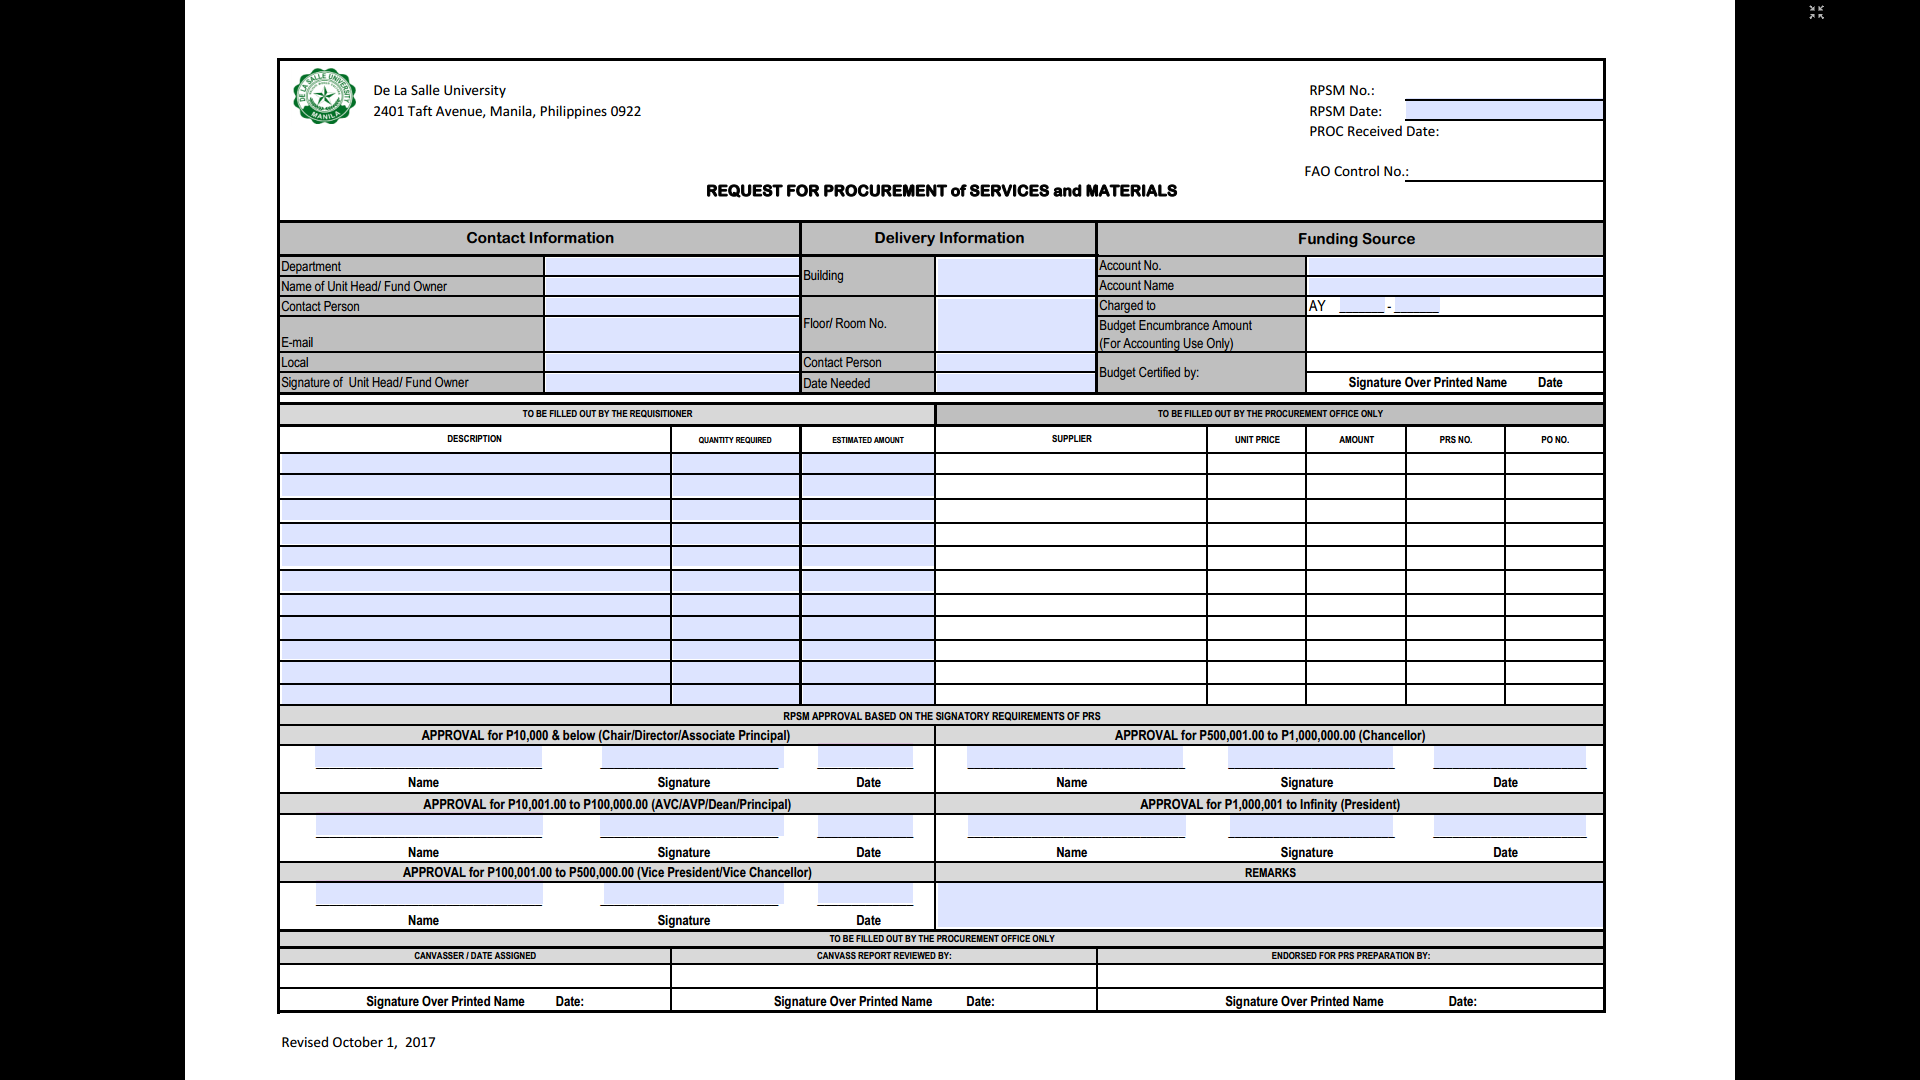 DE LA SALLE UNIVERSITY
MANILA
De La Salle University
2401 Taft Avenue, Manila, Philippines 0922
RPSM No.:
RPSM Date:
PROC Received Date:
FAO Control No.:
REQUEST FOR PROCUREMENT of SERVICES and MATERIALS
Contact Information Delivery Information Funding Source
Department
Name of Unit Head/ Fund Owner
Contact Person
E-mail
Local
Signature of Unit Head/ Fund Owner
Building
Floor/ Room No.
Contact Person
Date Needed
Account No.
Account Name
Charged to AY _______ - _______
Budget Encumbrance Amount
(For Accounting Use Only)
Budget Certified by:
Signature Over Printed Name Date
TO BE FILLED OUT BY THE REQUISITIONER TO BE FILLED OUT BY THE PROCUREMENT OFFICE ONLY
DESCRIPTION QUANTITY REQUIRED ESTIMATED AMOUNT SUPPLIER UNIT PRICE AMOUNT PRS NO. PO NO.
RPSM APPROVAL BASED ON THE SIGNATORY REQUIREMENTS OF PRS
APPROVAL for P10,000 & below (Chair/Director/Associate Principal) APPROVAL for P500,001.00 to P1,000,000.00 (Chancellor)
Name Signature Date Name Signature Date
APPROVAL for P10,001.00 to P100,000.00 (AVC/AVP/Dean/Principal) APPROVAL for P1,000,001 to Infinity (President)
Name Signature Date Name Signature Date
APPROVAL for P100,001.00 to P500,000.00 (Vice President/Vice Chancellor) REMARKS
Name Signature Date
TO BE FILLED OUT BY THE PROCUREMENT OFFICE ONLY
CANVASSER / DATE ASSIGNED CANVASS REPORT REVIEWED BY: ENDORSED FOR PRS PREPARATION BY:
Signature Over Printed Name Date: Signature Over Printed Name Date: Signature Over Printed Name Date:
Revised October 1, 2017